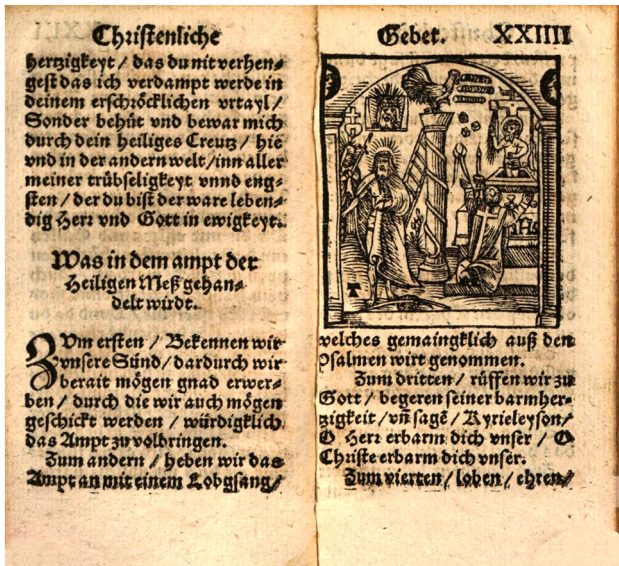 Christenliche
hertzigkeyt / das du nit verhen⸗
gest das ich verdampt werde in
deinem erschröcklichen vrtayl /
Sonder behüt vnd bewar mich
durch dein heiliges Creutz / hie
vnd in der andern welt / inn aller
meiner trübseligkeyt vnnd eng⸗
sten / der du bist der ware leben⸗
dig Herr vnd Gott in ewigkeyt.
Was in dem ampt der
Heiligen Meß gehan⸗
delt wirdt.
ZVm ersten / Bekennen wir
vnsere Sünd / dardurch wir
berait mögen gnad erwer⸗
ben / durch die wir auch mögen
geschickt werden / würdigklich
das Ampt zu volbringen.
Zum andern / heben wir das
Ampt an mit einem Lobgsang /
Gebet. XXIIII
welches gemaingklich auß den
Psalmen wirt genommen.
Zum dritten / rüffen wir zu
Gott / begeren seiner barmher⸗
tzigkeit / vñ sagē / Kyrieleyson /
O Herr erbarm dich vnser / O
Christe erbarm dich vnser.
Zum vierten / loben / ehren /